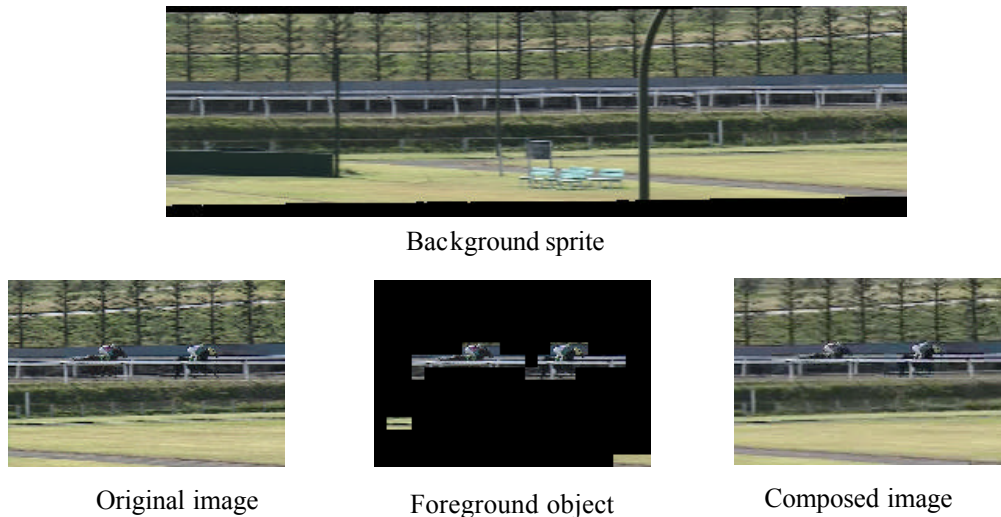 Background sprite
Original image
Foreground object
Composed image